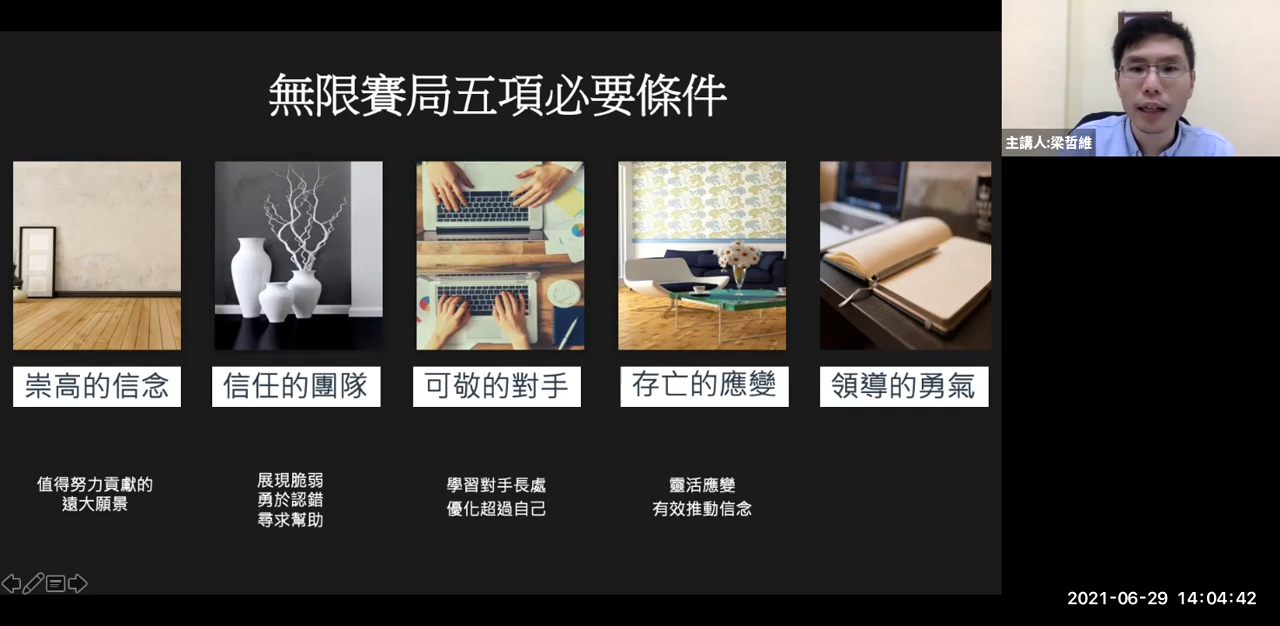 無限賽局五項必要條件
主講人:梁哲維
崇高的信念
信任的團隊
可敬的對手
存亡的應變
領導的勇氣
值得努力貢獻的
遠大願景
展現脆弱
勇於認錯
尋求幫助
學習對手長處
優化超過自己
靈活應變
有效推動信念
2021-06-29 14:04:42